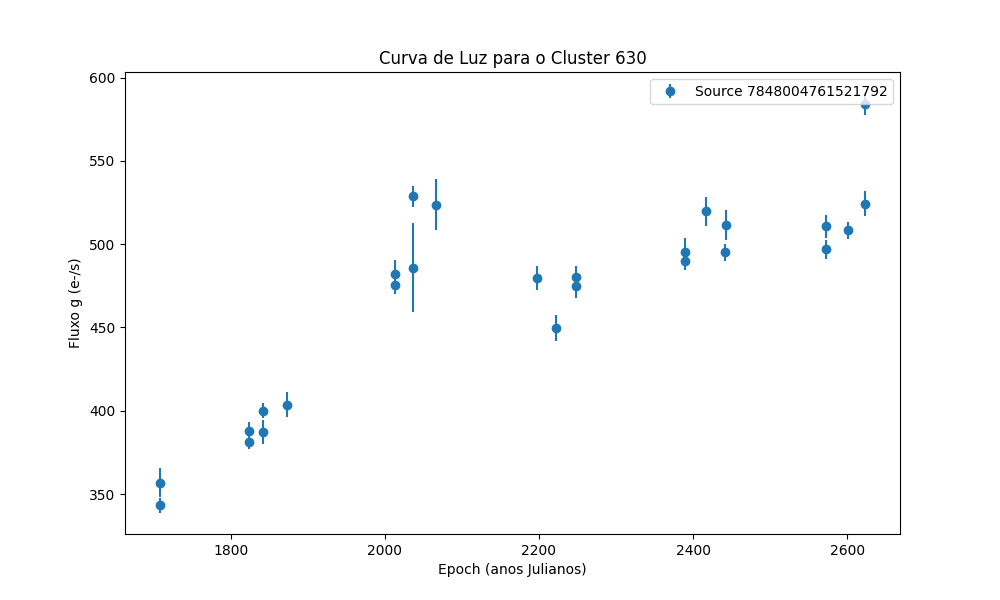 Curva de Luz para o Cluster 630
Source 7848004761521792
600
550
500
450
400
350
Fluxo g (e-/s)
1800 2000 2200 2400 2600
Epoch (anos Julianos)